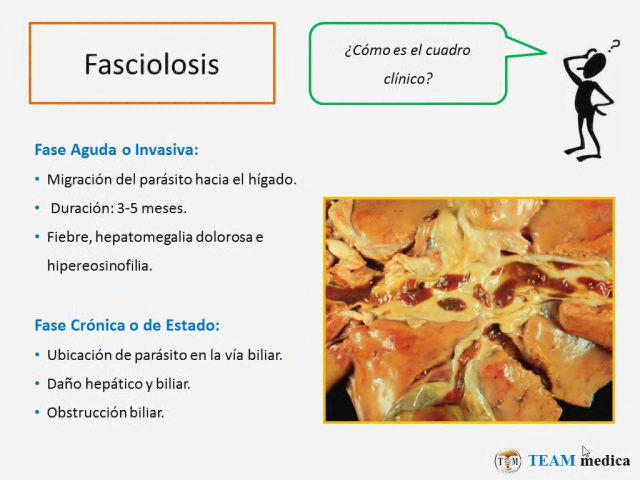 Fasciolosis
¿Cómo es el cuadro
clínico?
?
Fase Aguda o Invasiva:
• Migración del parásito hacia el hígado.
• Duración: 3-5 meses.
• Fiebre, hepatomegalia dolorosa e
hipereosinofilia.
Fase Crónica o de Estado:
• Ubicación de parásito en la vía biliar.
• Daño hepático y biliar.
• Obstrucción biliar.
TM TEAM medica